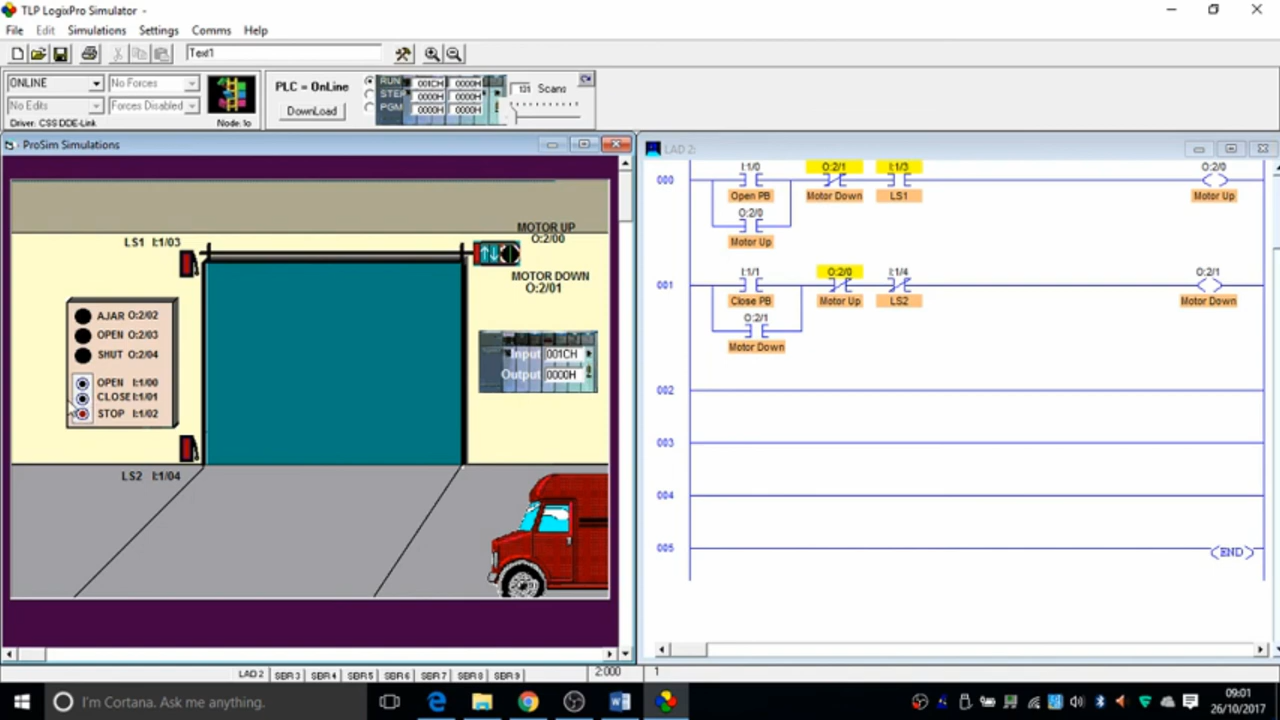 TLP LogixPro Simulator -
File Edit Simulations Settings Comms Help
Text1
ONLINE No Forces
No Edits Forces Disabled
Driver: CSS DDE-Link Node: 1o
PLC = OnLine
DownLoad
RUN 001CH 0000H
STEP 0000H 0000H
PGM 0000H 0000H
131 Scans
ProSim Simulations
LS1 I:1/03
MOTOR UP
O:2/00
MOTOR DOWN
O:2/01
AJAR O:2/02
OPEN O:2/03
SHUT O:2/04
OPEN I:1/00
CLOSE I:1/01
STOP I:1/02
Input 001CH
Output 0000H
LS2 I:1/04
LAD 2:
000
I:1/0 O:2/1 I:1/3 O:2/0
Open PB Motor Down LS1 Motor Up
O:2/0
Motor Up
001
I:1/1 O:2/0 I:1/4 O:2/1
Close PB Motor Up LS2 Motor Down
O:2/1
Motor Down
002
003
004
005 END
LAD 2 SBR 3 SBR 4 SBR 5 SBR 6 SBR 7 SBR 8 SBR 9 2:000 1
I'm Cortana. Ask me anything.
09:01
26/10/2017